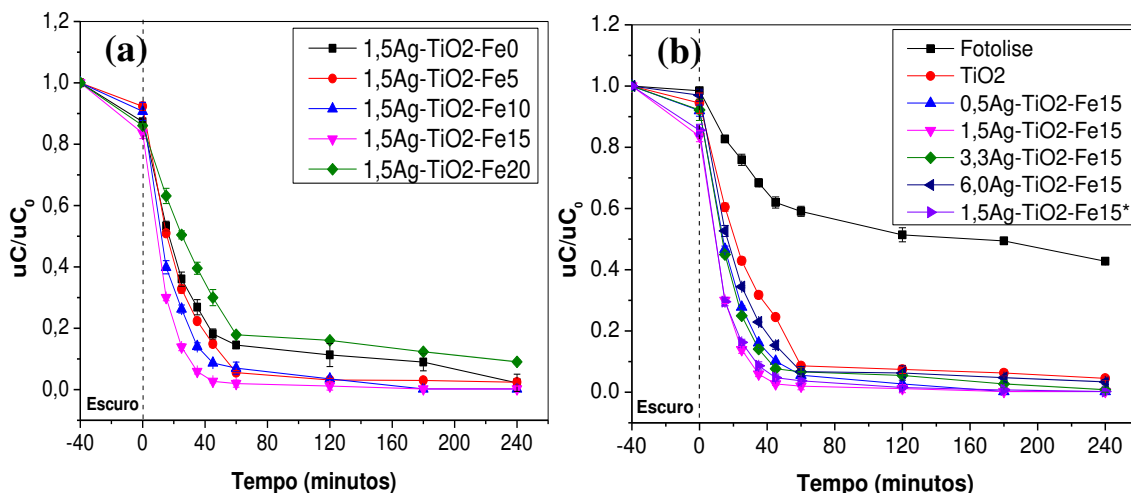 (a)
1,5Ag-TiO2-Fe0
1,5Ag-TiO2-Fe5
1,5Ag-TiO2-Fe10
1,5Ag-TiO2-Fe15
1,5Ag-TiO2-Fe20
1,2
1,0
0,8
0,6
0,4
0,2
0,0
uC/uC0
Escuro
-40 0 40 80 120 160 200 240
Tempo (minutos)
(b)
Fotolise
TiO2
0,5Ag-TiO2-Fe15
1,5Ag-TiO2-Fe15
3,3Ag-TiO2-Fe15
6,0Ag-TiO2-Fe15
1,5Ag-TiO2-Fe15*
1.2
1.0
0.8
0.6
0.4
0.2
0.0
uC/uC0
Escuro
-40 0 40 80 120 160 200 240
Tempo (minutos)